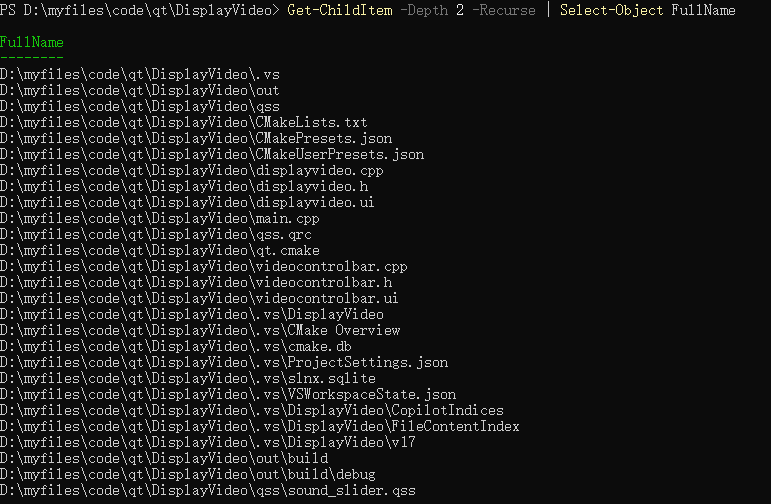 PS D:\myfiles\code\qt\DisplayVideo> Get-ChildItem -Depth 2 -Recurse | Select-Object FullName
FullName
--------
D:\myfiles\code\qt\DisplayVideo\.vs
D:\myfiles\code\qt\DisplayVideo\out
D:\myfiles\code\qt\DisplayVideo\qss
D:\myfiles\code\qt\DisplayVideo\CMakeLists.txt
D:\myfiles\code\qt\DisplayVideo\CMakePresets.json
D:\myfiles\code\qt\DisplayVideo\CMakeUserPresets.json
D:\myfiles\code\qt\DisplayVideo\displayvideo.cpp
D:\myfiles\code\qt\DisplayVideo\displayvideo.h
D:\myfiles\code\qt\DisplayVideo\displayvideo.ui
D:\myfiles\code\qt\DisplayVideo\main.cpp
D:\myfiles\code\qt\DisplayVideo\qss.qrc
D:\myfiles\code\qt\DisplayVideo\qt.cmake
D:\myfiles\code\qt\DisplayVideo\videocontrolbar.cpp
D:\myfiles\code\qt\DisplayVideo\videocontrolbar.h
D:\myfiles\code\qt\DisplayVideo\videocontrolbar.ui
D:\myfiles\code\qt\DisplayVideo\.vs\DisplayVideo
D:\myfiles\code\qt\DisplayVideo\.vs\CMake Overview
D:\myfiles\code\qt\DisplayVideo\.vs\cmake.db
D:\myfiles\code\qt\DisplayVideo\.vs\ProjectSettings.json
D:\myfiles\code\qt\DisplayVideo\.vs\slnx.sqlite
D:\myfiles\code\qt\DisplayVideo\.vs\VSWorkspaceState.json
D:\myfiles\code\qt\DisplayVideo\.vs\DisplayVideo\CopilotIndices
D:\myfiles\code\qt\DisplayVideo\.vs\DisplayVideo\FileContentIndex
D:\myfiles\code\qt\DisplayVideo\.vs\DisplayVideo\v17
D:\myfiles\code\qt\DisplayVideo\out\build
D:\myfiles\code\qt\DisplayVideo\out\build\debug
D:\myfiles\code\qt\DisplayVideo\qss\sound_slider.qss